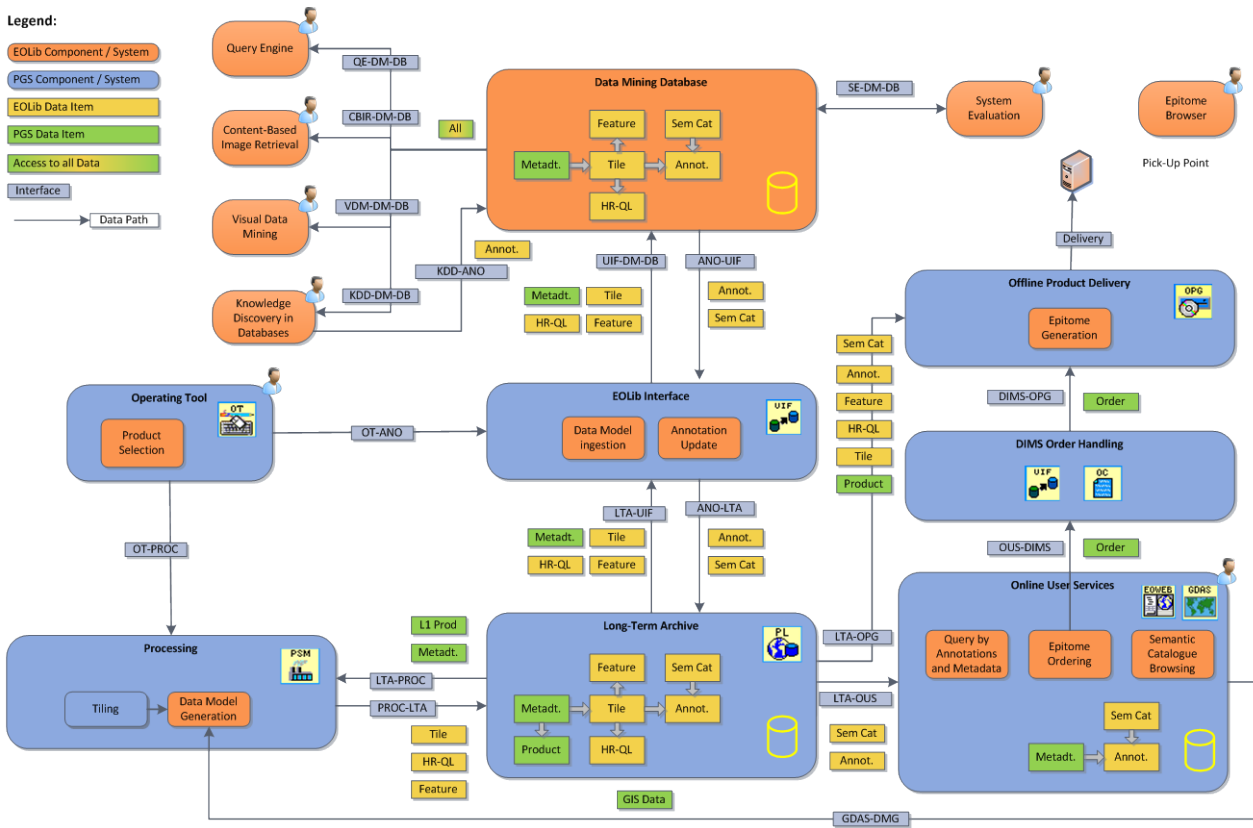 Legend:
EOLib Component / System
PGS Component / System
EOLib Data Item
PGS Data Item
Access to all Data
Interface
Data Path
Query Engine
QE-DM-DB
Content-Based
Image Retrieval
CBIR-DM-DB
All
Visual Data
Mining
VDM-DM-DB
Knowledge
Discovery in
Databases
KDD-DM-DB
KDD-ANO
Annot.
Data Mining Database
Feature
Sem Cat
Metadt.
Tile
Annot.
HR-QL
SE-DM-DB
System
Evaluation
Epitome
Browser
Pick-Up Point
Delivery
UIF-DM-DB
ANO-UIF
Metadt.
Tile
HR-QL
Feature
Annot.
Sem Cat
Offline Product Delivery
OPG
Epitome
Generation
Sem Cat
Annot.
Feature
HR-QL
Tile
Product
DIMS-OPG
Order
Operating Tool
OT
Product
Selection
OT-ANO
EOLib Interface
UIF
Data Model
ingestion
Annotation
Update
DIMS Order Handling
UIF
OC
OT-PROC
LTA-UIF
ANO-LTA
Metadt.
Tile
HR-QL
Feature
Annot.
Sem Cat
OUS-DIMS
Order
Processing
PSM
Tiling
Data Model
Generation
L1 Prod
Metadt.
LTA-PROC
PROC-LTA
Tile
HR-QL
Feature
Long-Term Archive
PL
Feature
Sem Cat
Metadt.
Tile
Annot.
Product
HR-QL
LTA-OPG
LTA-OUS
Sem Cat
Annot.
Online User Services
EOWEB
GDAS
Query by
Annotations
and Metadata
Epitome
Ordering
Semantic
Catalogue
Browsing
Sem Cat
Metadt.
Annot.
GIS Data
GDAS-DMG